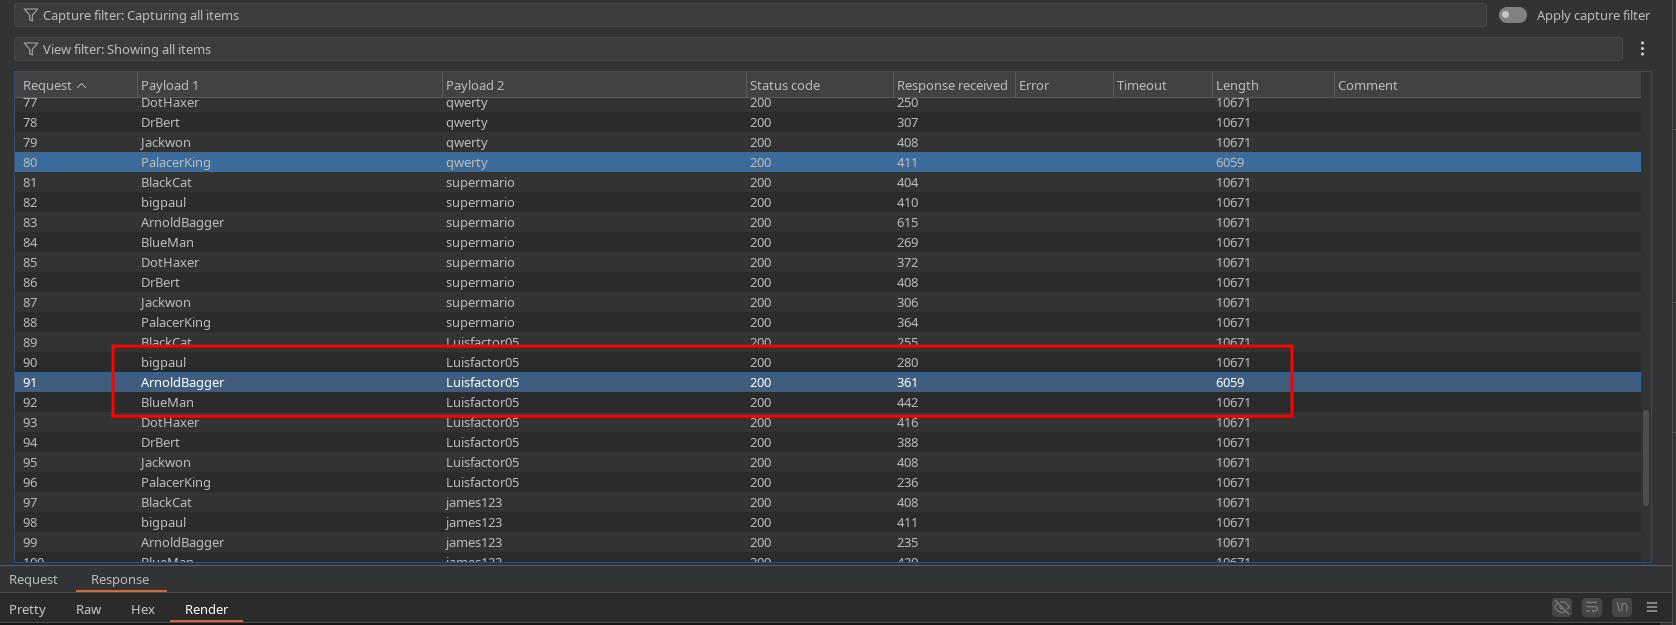 Capture filter: Capturing all items
Apply capture filter
View filter: Showing all items
Request Payload 1 Payload 2 Status code Response received Error Timeout Length Comment
77 DotHaxer qwerty 200 250 10671
78 DrBert qwerty 200 307 10671
79 Jackwon qwerty 200 408 10671
80 PalacerKing qwerty 200 411 6059
81 BlackCat supermario 200 404 10671
82 bigpaul supermario 200 410 10671
83 ArnoldBagger supermario 200 615 10671
84 BlueMan supermario 200 269 10671
85 DotHaxer supermario 200 372 10671
86 DrBert supermario 200 408 10671
87 Jackwon supermario 200 306 10671
88 PalacerKing supermario 200 364 10671
89 BlackCat Luisfactor05 200 255 10671
90 bigpaul Luisfactor05 200 280 10671
91 ArnoldBagger Luisfactor05 200 361 6059
92 BlueMan Luisfactor05 200 442 10671
93 DotHaxer Luisfactor05 200 416 10671
94 DrBert Luisfactor05 200 388 10671
95 Jackwon Luisfactor05 200 408 10671
96 PalacerKing Luisfactor05 200 236 10671
97 BlackCat james123 200 408 10671
98 bigpaul james123 200 411 10671
99 ArnoldBagger james123 200 235 10671
100 BlueMan james123 200 10671
Request Response
Pretty Raw Hex Render \n